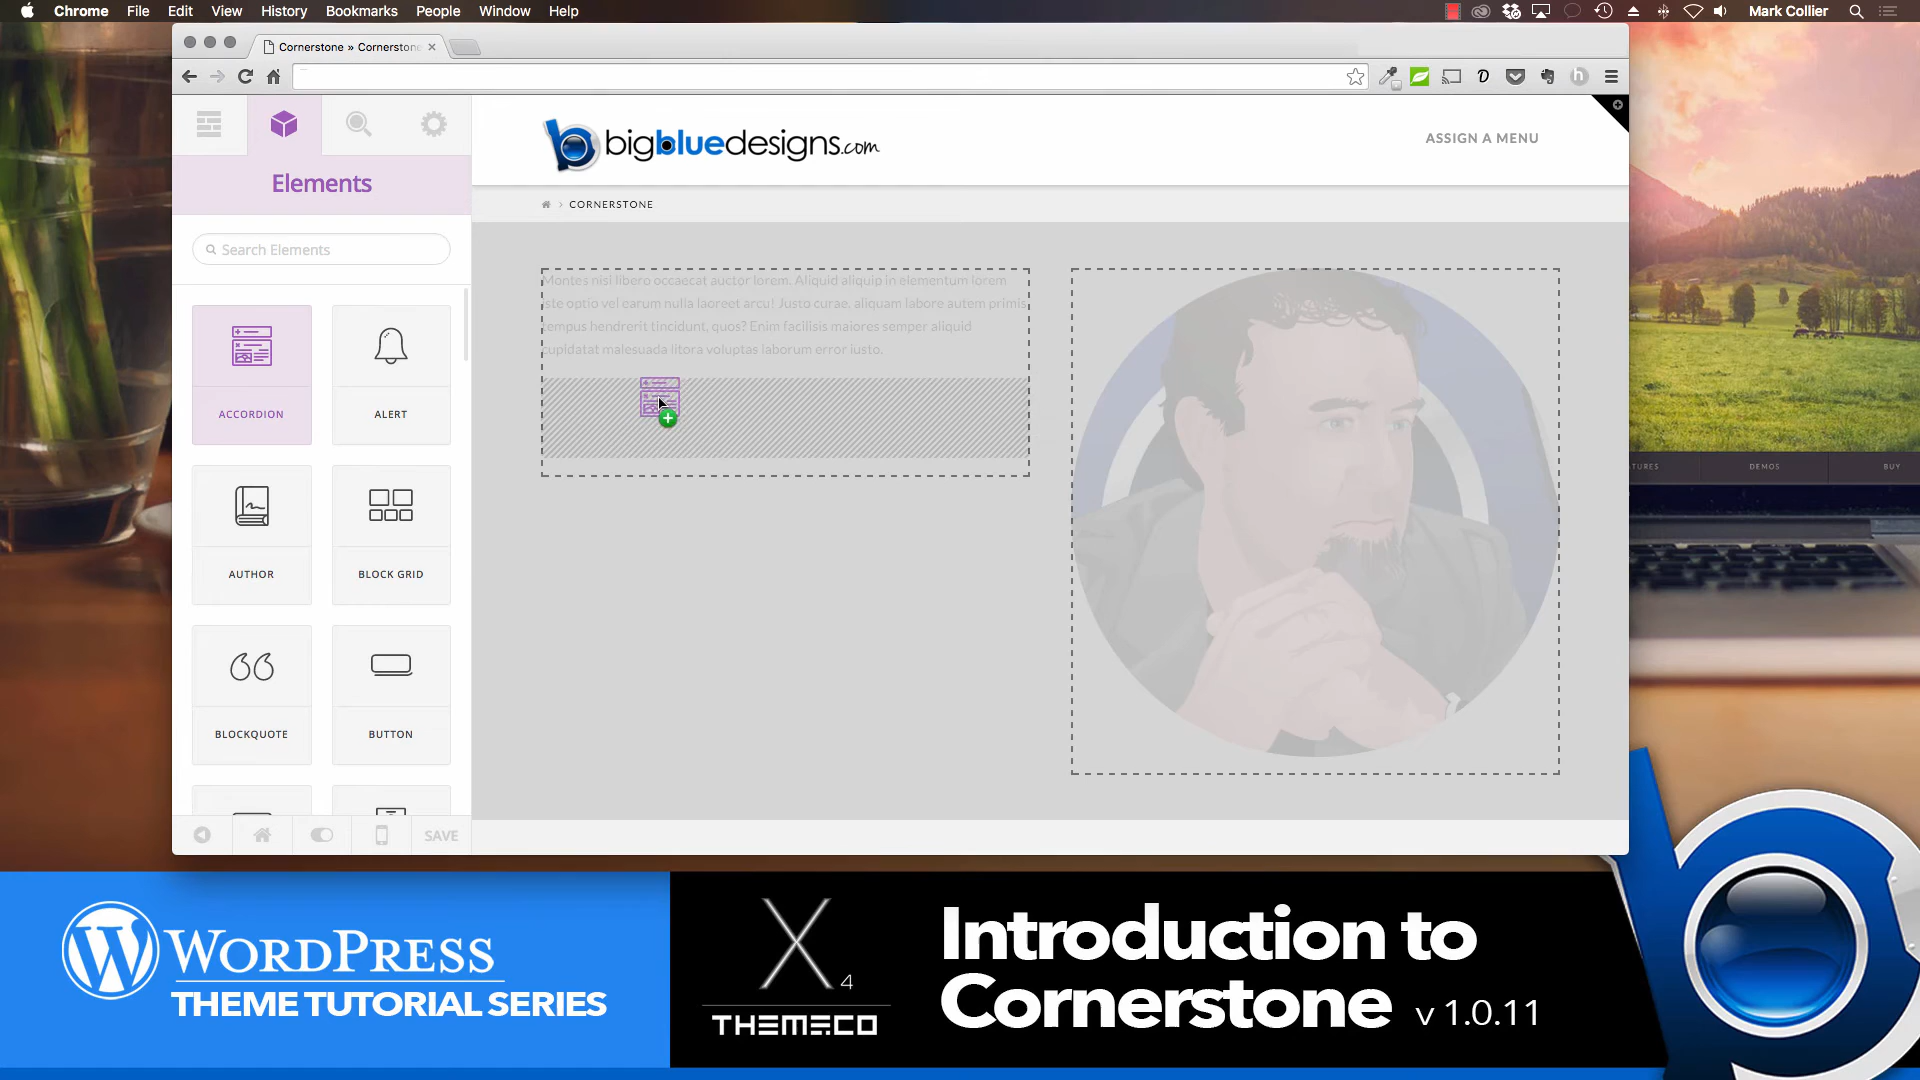 Chrome File Edit View History Bookmarks People Window Help Mark Collier
Cornerstone » Cornerstone
Elements
Search Elements
ACCORDION ALERT
AUTHOR BLOCK GRID
BLOCKQUOTE BUTTON
SAVE
bigbluedesigns.com
ASSIGN A MENU
CORNERSTONE
Montes nisl libero occaecat auctor lorem. Aliquid aliquip in elementum lorem
iste optio vel earum nulla laoreet arcu! Justo curae, aliquam labore autem primis
tempus hendrerit tincidunt, quos? Enim facilisis maiores semper aliquid
cupidatat malesuada litora voluptas laborum error iusto.
TURES DEMOS BUY
WORDPRESS
THEME TUTORIAL SERIES
X 4
THEMECO
Introduction to
Cornerstone v 1.0.11